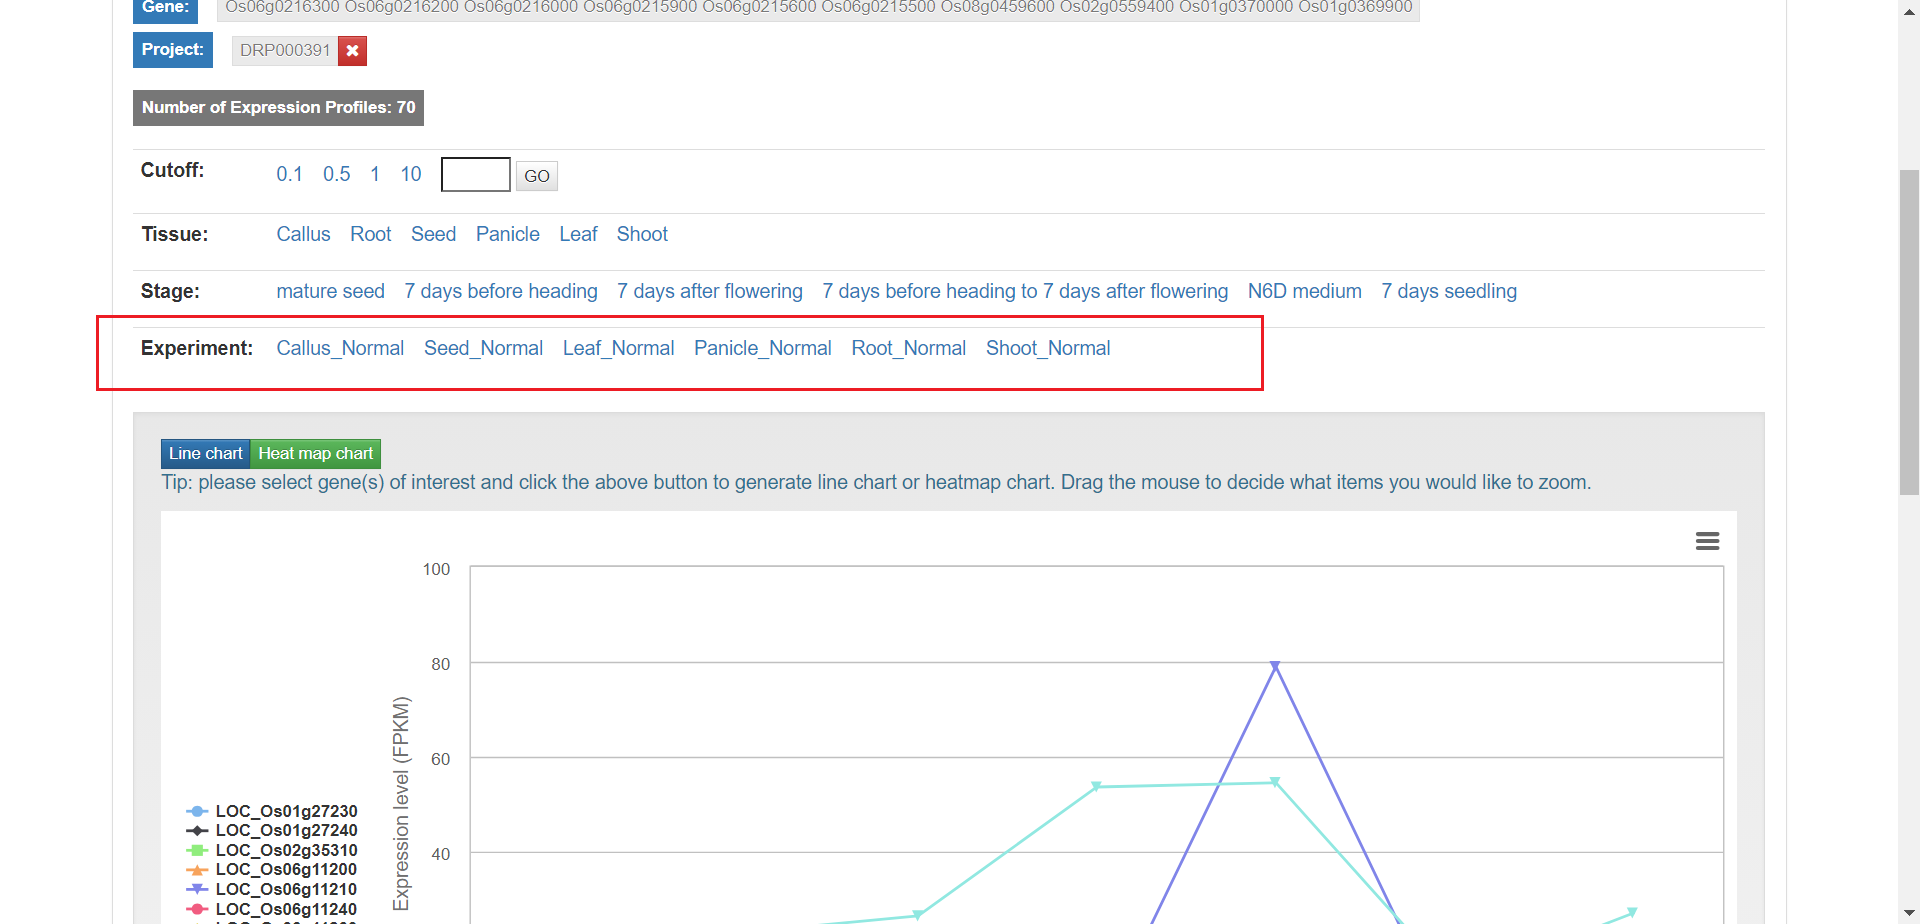 Gene: Os06g0216300 Os06g0216200 Os06g0216000 Os06g0215900 Os06g0215600 Os06g0215500 Os08g0459600 Os02g0559400 Os01g0370000 Os01g0369900
Project: DRP000391
Number of Expression Profiles: 70
Cutoff: 0.1 0.5 1 10 GO
Tissue: Callus Root Seed Panicle Leaf Shoot
Stage: mature seed 7 days before heading 7 days after flowering 7 days before heading to 7 days after flowering N6D medium 7 days seedling
Experiment: Callus_Normal Seed_Normal Leaf_Normal Panicle_Normal Root_Normal Shoot_Normal
Line chart Heat map chart
Tip: please select gene(s) of interest and click the above button to generate line chart or heatmap chart. Drag the mouse to decide what items you would like to zoom.
100
80
60
40
Expression level (FPKM)
LOC_Os01g27230
LOC_Os01g27240
LOC_Os02g35310
LOC_Os06g11200
LOC_Os06g11210
LOC_Os06g11240